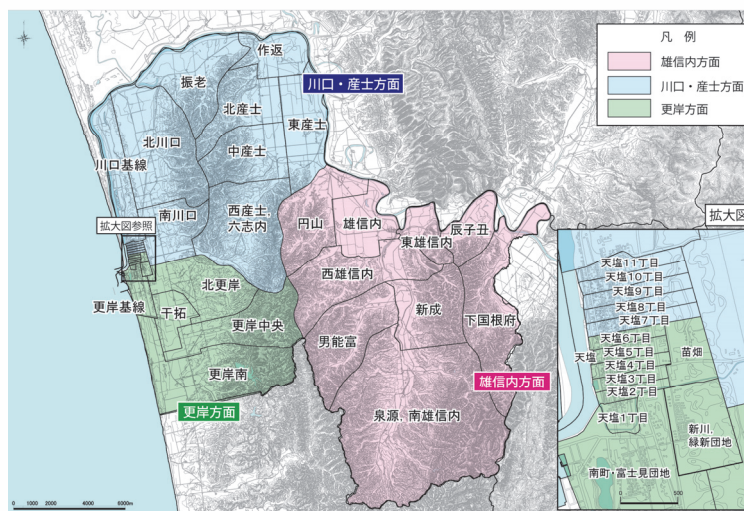 凡 例
雄信内方面
川口・産士方面
更岸方面
作返
振老
川口・産士方面
北産士
東産士
北川口
中産士
川口基線
西産士、
六志内
南川口
拡大図参照
円山
雄信内
辰子丑
東雄信内
西雄信内
北更岸
更岸基線
干拓
更岸中央
新成
下国根府
男能富
更岸南
雄信内方面
更岸方面
泉源、南雄信内
0 1000 2000 4000 6000m
拡大図
天塩11丁目
天塩10丁目
天塩9丁目
天塩8丁目
天塩7丁目
天塩6丁目
天塩5丁目
天塩4丁目
天塩3丁目
天塩2丁目
天塩1丁目
天塩
苗畑
新川、
緑新団地
南町・富士見団地
0 500